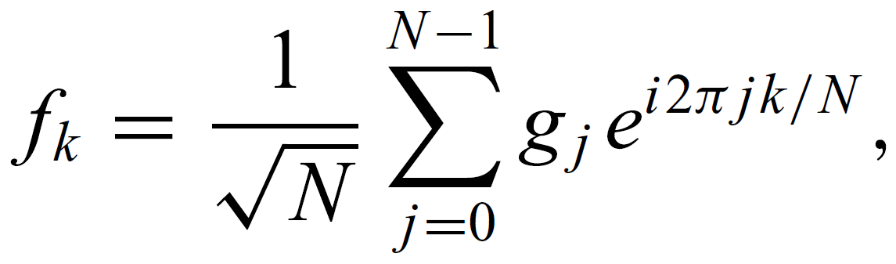 f_k = \frac{1}{\sqrt{N}} \sum_{j=0}^{N-1} g_j e^{i2\pi jk/N},